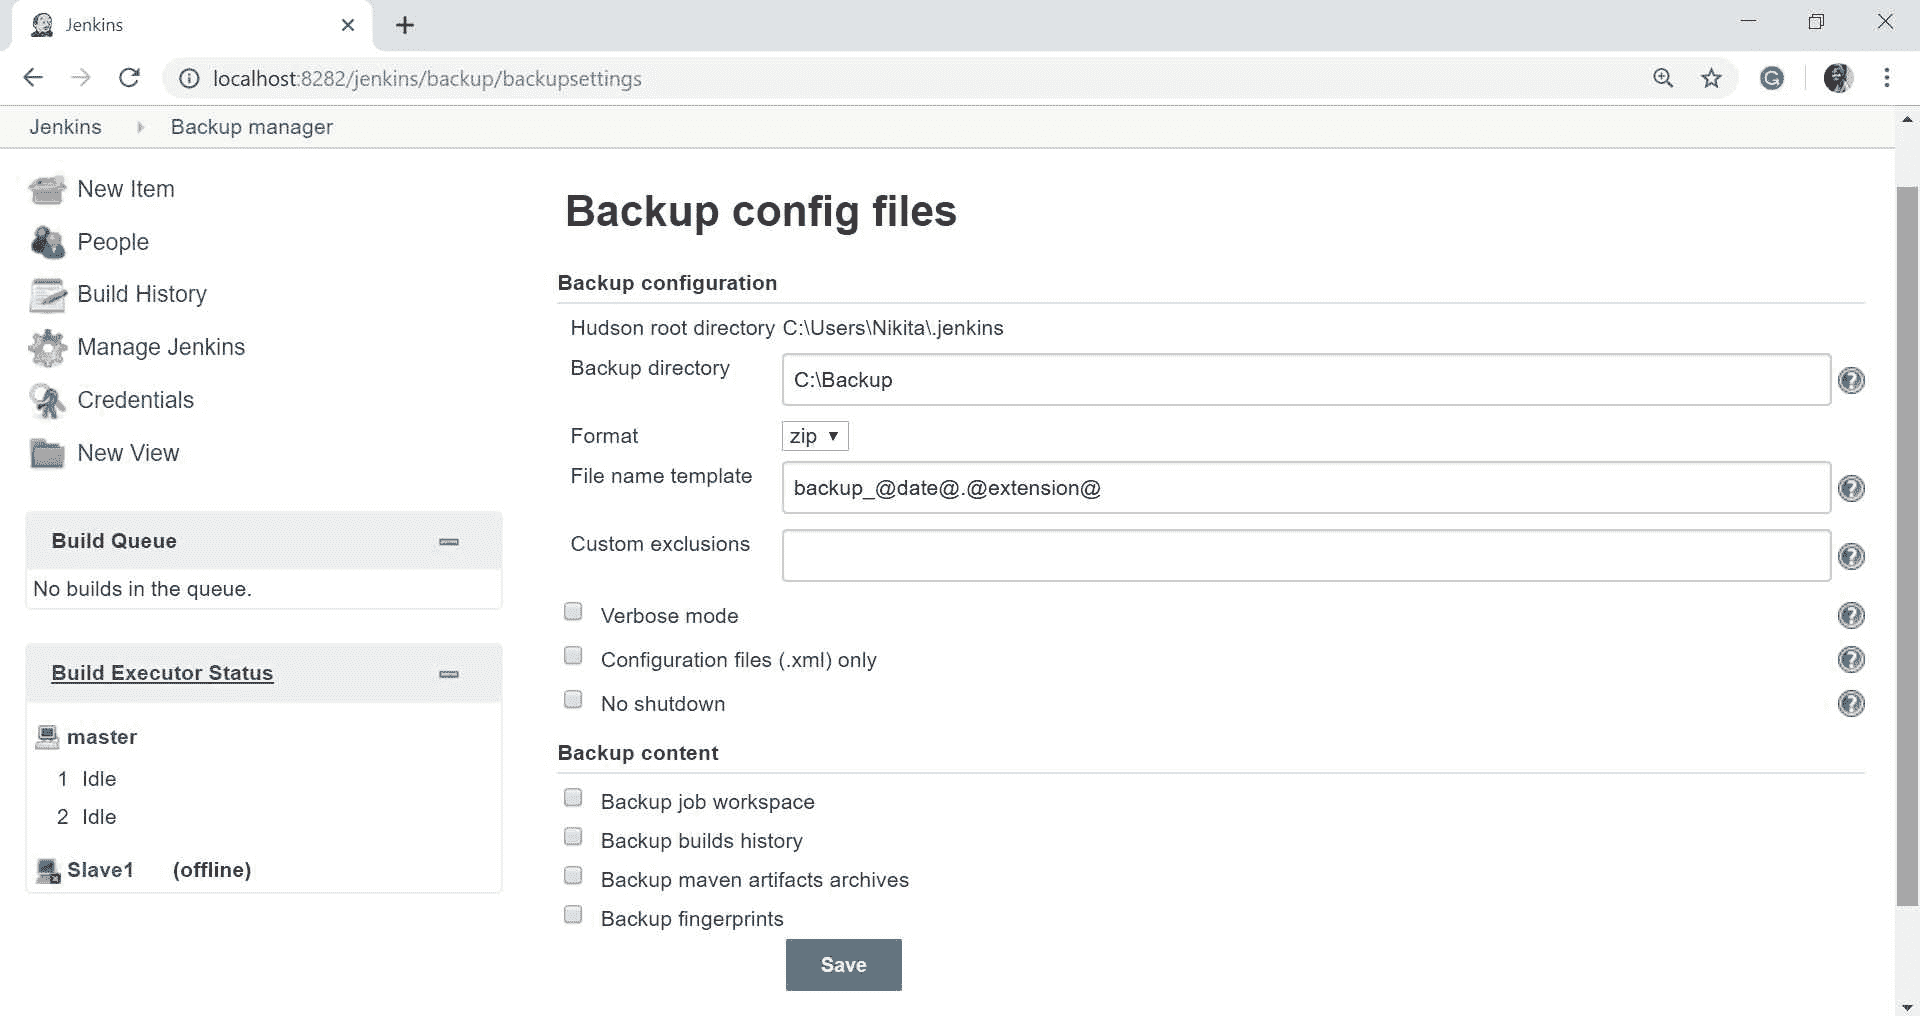 Jenkins
localhost:8282/jenkins/backup/backupsettings
Jenkins Backup manager
New Item
People
Build History
Manage Jenkins
Credentials
New View
Build Queue
No builds in the queue.
Build Executor Status
master
1 Idle
2 Idle
Slave1 (offline)
Backup config files
Backup configuration
Hudson root directory C:\Users\Nikita\.jenkins
Backup directory C:\Backup
Format zip
File name template backup_@date@.@extension@
Custom exclusions
Verbose mode
Configuration files (.xml) only
No shutdown
Backup content
Backup job workspace
Backup builds history
Backup maven artifacts archives
Backup fingerprints
Save